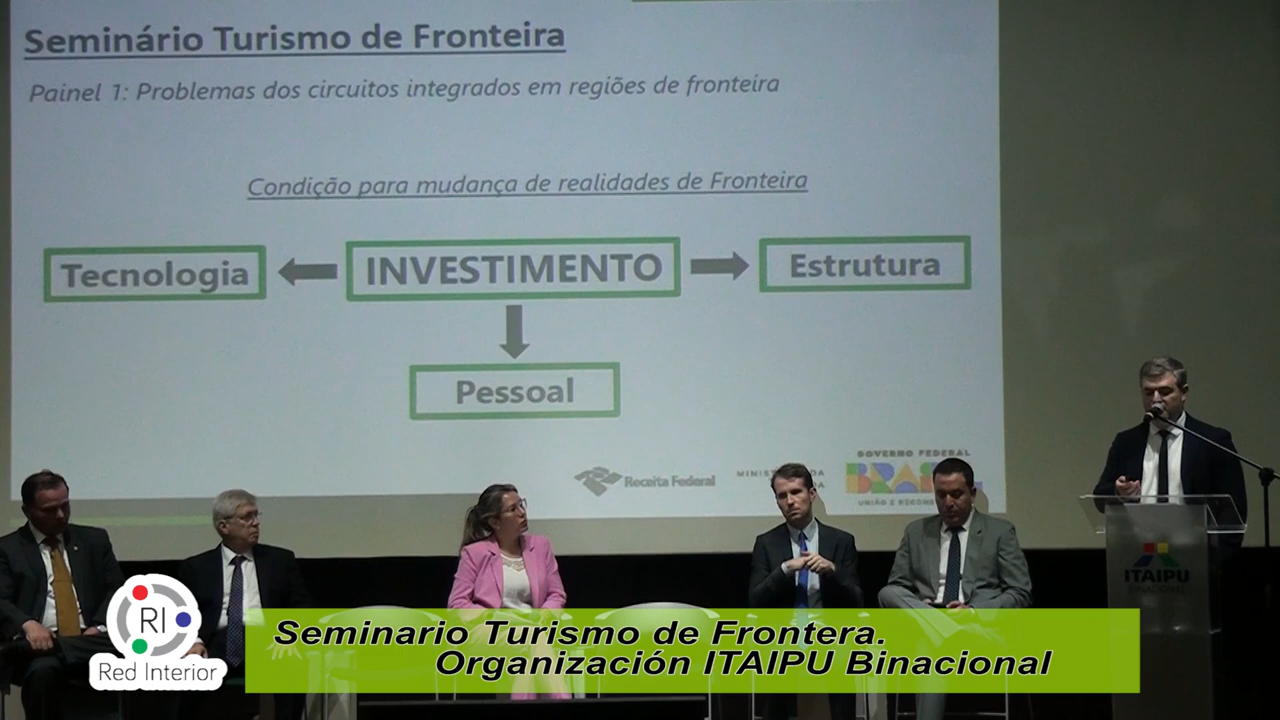 Seminário Turismo de Fronteira
Painel 1: Problemas dos circuitos integrados em regiões de fronteira
Condição para mudança de realidades de Fronteira
Tecnologia
INVESTIMENTO
Estrutura
Pessoal
Receita Federal
GOVERNO FEDERAL
ITAIPU
BINACIONAL
RI
Red Interior
Seminario Turismo de Frontera.
Organización ITAIPU Binacional